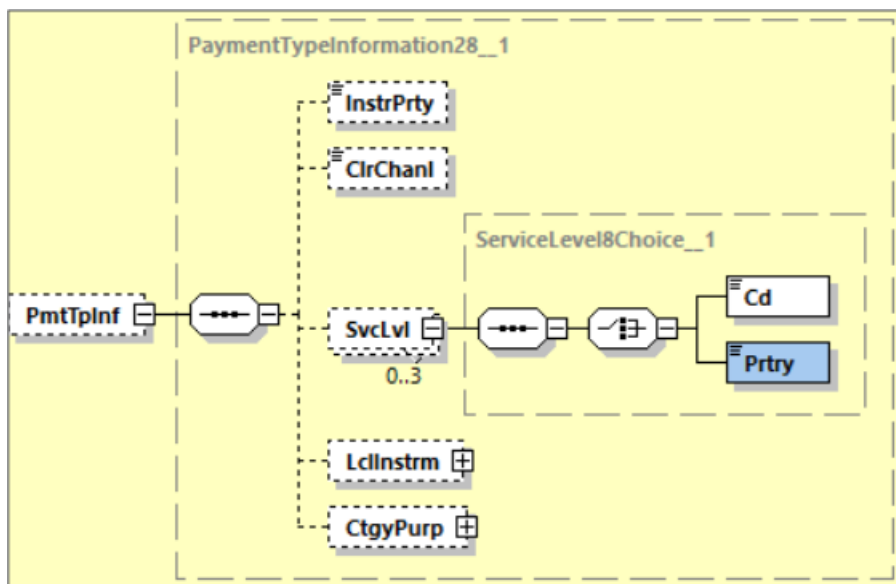 PaymentTypeInformation28__1
InstrPrty
ClrChanl
ServiceLevel8Choice__1
Cd
PmtTpInf
SvcLvl
Prtry
0..3
LclInstrm
CtgyPurp